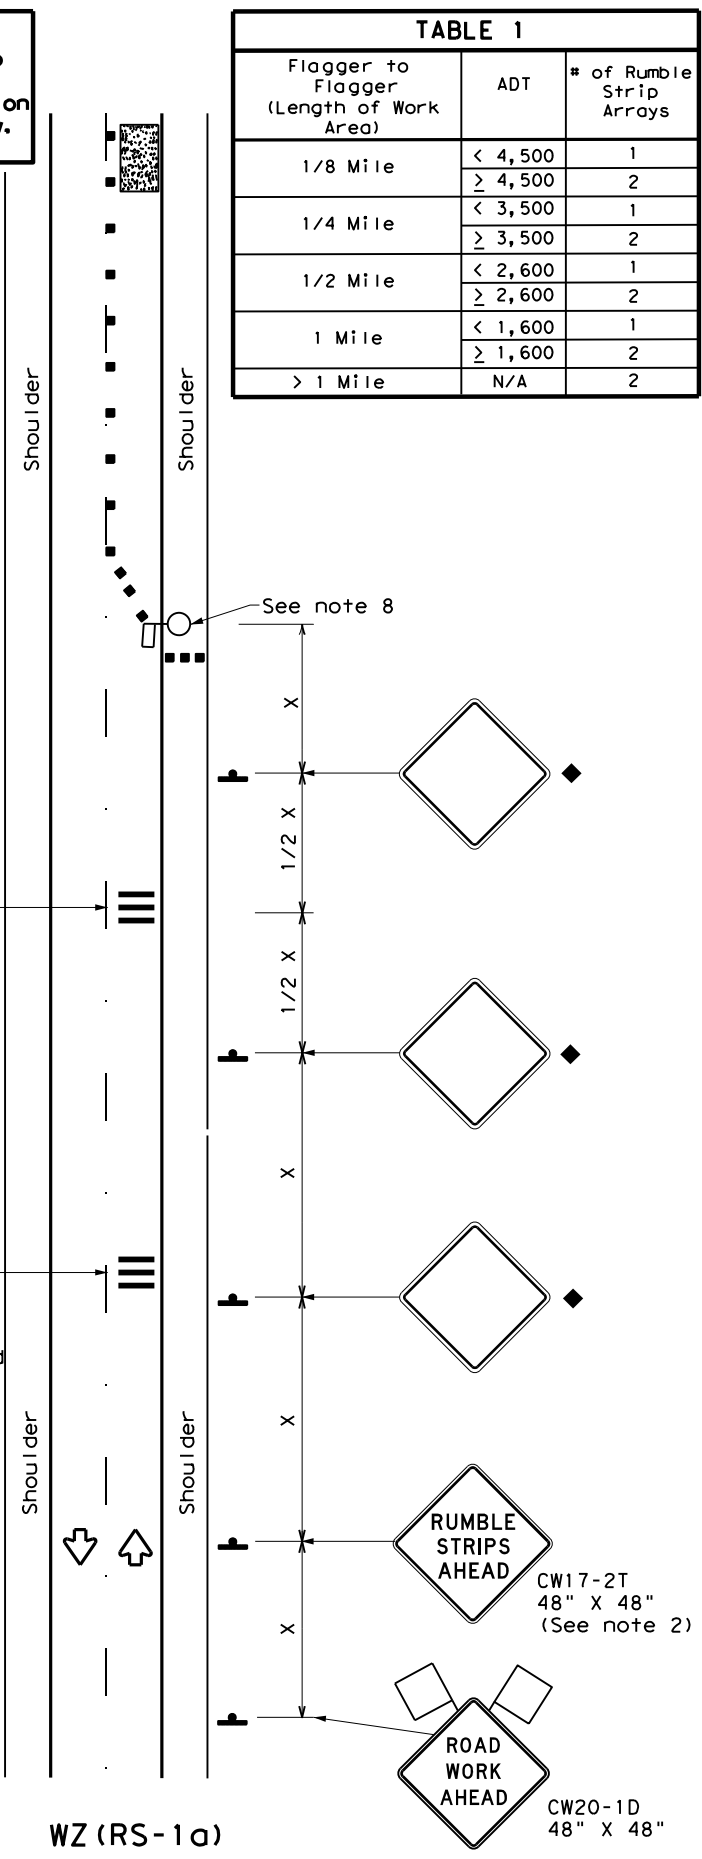 on
TABLE 1
Flagger to
Flagger
(Length of Work
Area)
ADT
# of Rumble
Strip
Arrays
1/8 Mile
< 4,500
1
≥ 4,500
2
1/4 Mile
< 3,500
1
≥ 3,500
2
1/2 Mile
< 2,600
1
≥ 2,600
2
1 Mile
< 1,600
1
≥ 1,600
2
> 1 Mile
N/A
2
Shoulder
Shoulder
See note 8
X
1/2 X
1/2 X
X
X
Shoulder
Shoulder
RUMBLE
STRIPS
AHEAD
CW17-2T
48" X 48"
(See note 2)
X
ROAD
WORK
AHEAD
CW20-1D
48" X 48"
WZ(RS-1a)